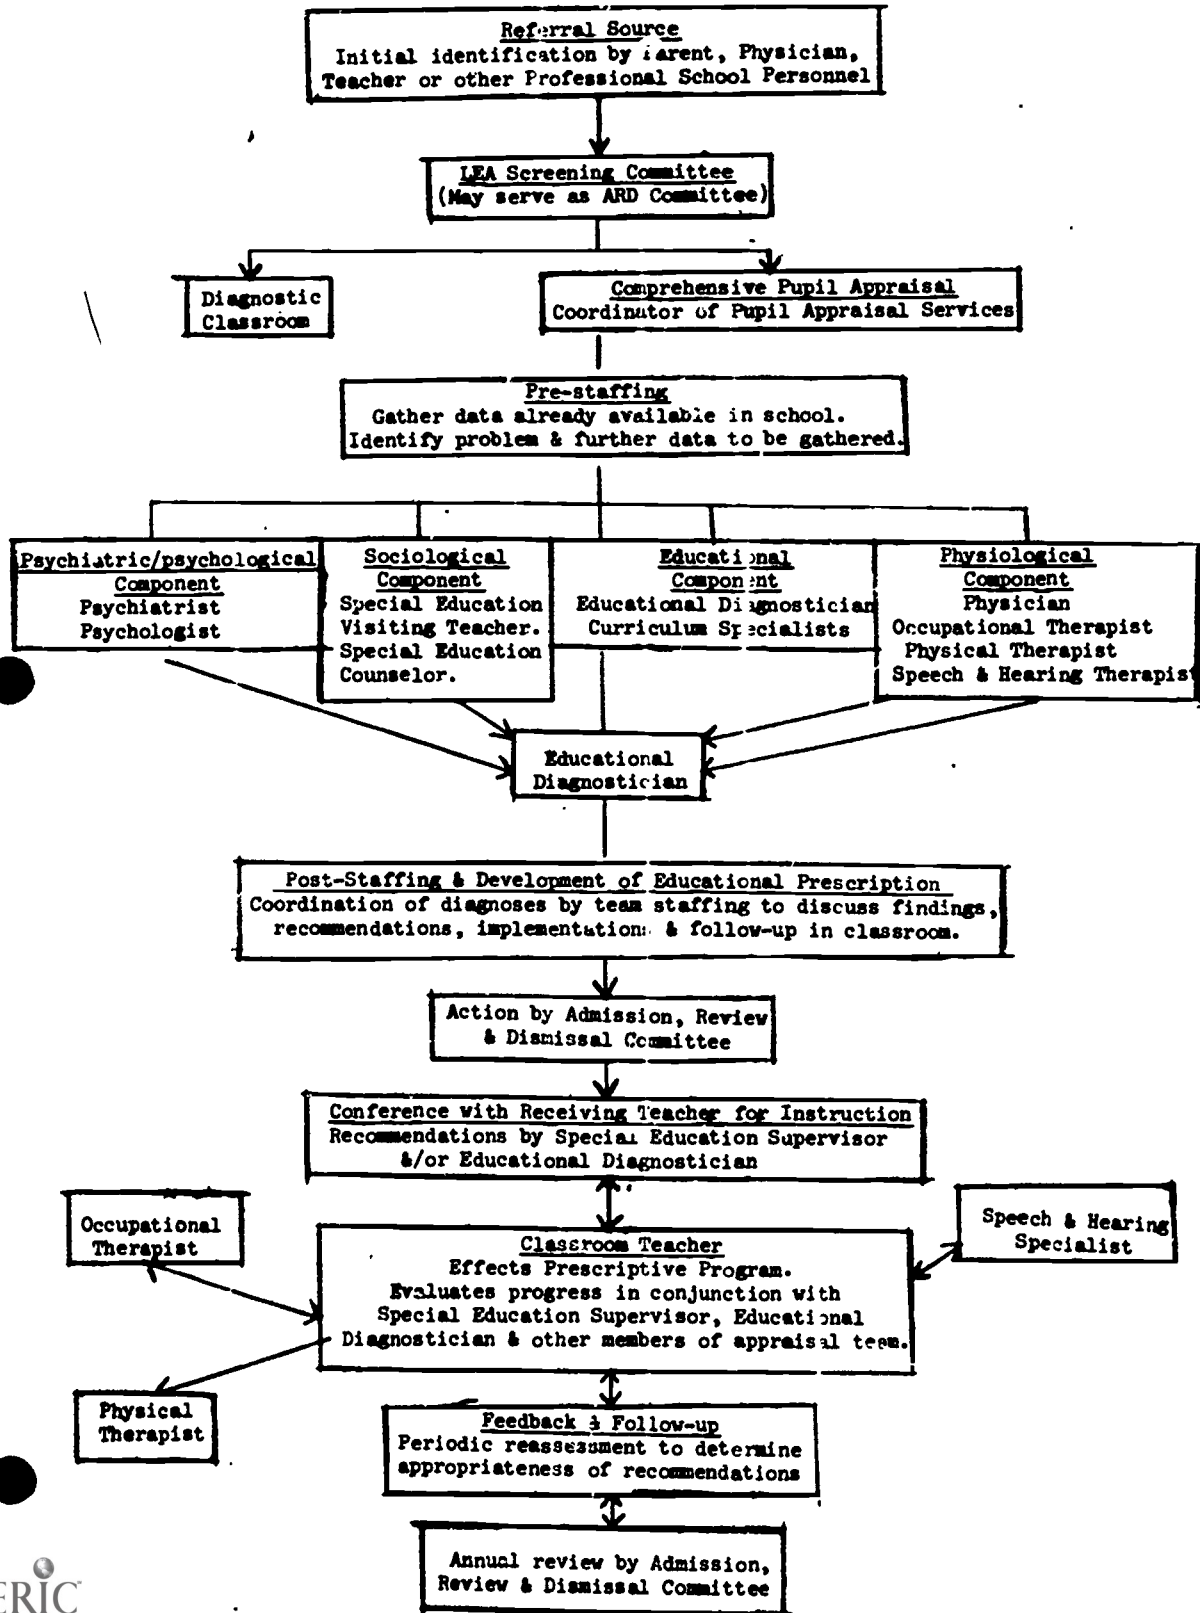 Referral Source
Initial identification by Parent, Physician,
Teacher or other Professional School Personnel
LEA Screening Committee
(May serve as ARD Committee)
Diagnostic
Classroom
Comprehensive Pupil Appraisal
Coordinator of Pupil Appraisal Services
Pre-staffing
Gather data already available in school.
Identify problem & further data to be gathered.
Psychiatric/psychological
Component
Psychiatrist
Psychologist
Sociological
Component
Special Education
Visiting Teacher.
Special Education
Counselor.
Educational
Component
Educational Diagnostician
Curriculum Specialists
Physiological
Component
Physician
Occupational Therapist
Physical Therapist
Speech & Hearing Therapist
Educational
Diagnostician
Post-Staffing & Development of Educational Prescription
Coordination of diagnoses by team staffing to discuss findings,
recommendations, implementations & follow-up in classroom.
Action by Admission, Review
& Dismissal Committee
Conference with Receiving Teacher for Instruction
Recommendations by Special Education Supervisor
&/or Educational Diagnostician
Occupational
Therapist
Speech & Hearing
Specialist
Classroom Teacher
Effects Prescriptive Program.
Evaluates progress in conjunction with
Special Education Supervisor, Educational
Diagnostician & other members of appraisal team.
Physical
Therapist
Feedback & Follow-up
Periodic reassessment to determine
appropriateness of recommendations
Annual review by Admission,
Review & Dismissal Committee
ERIC